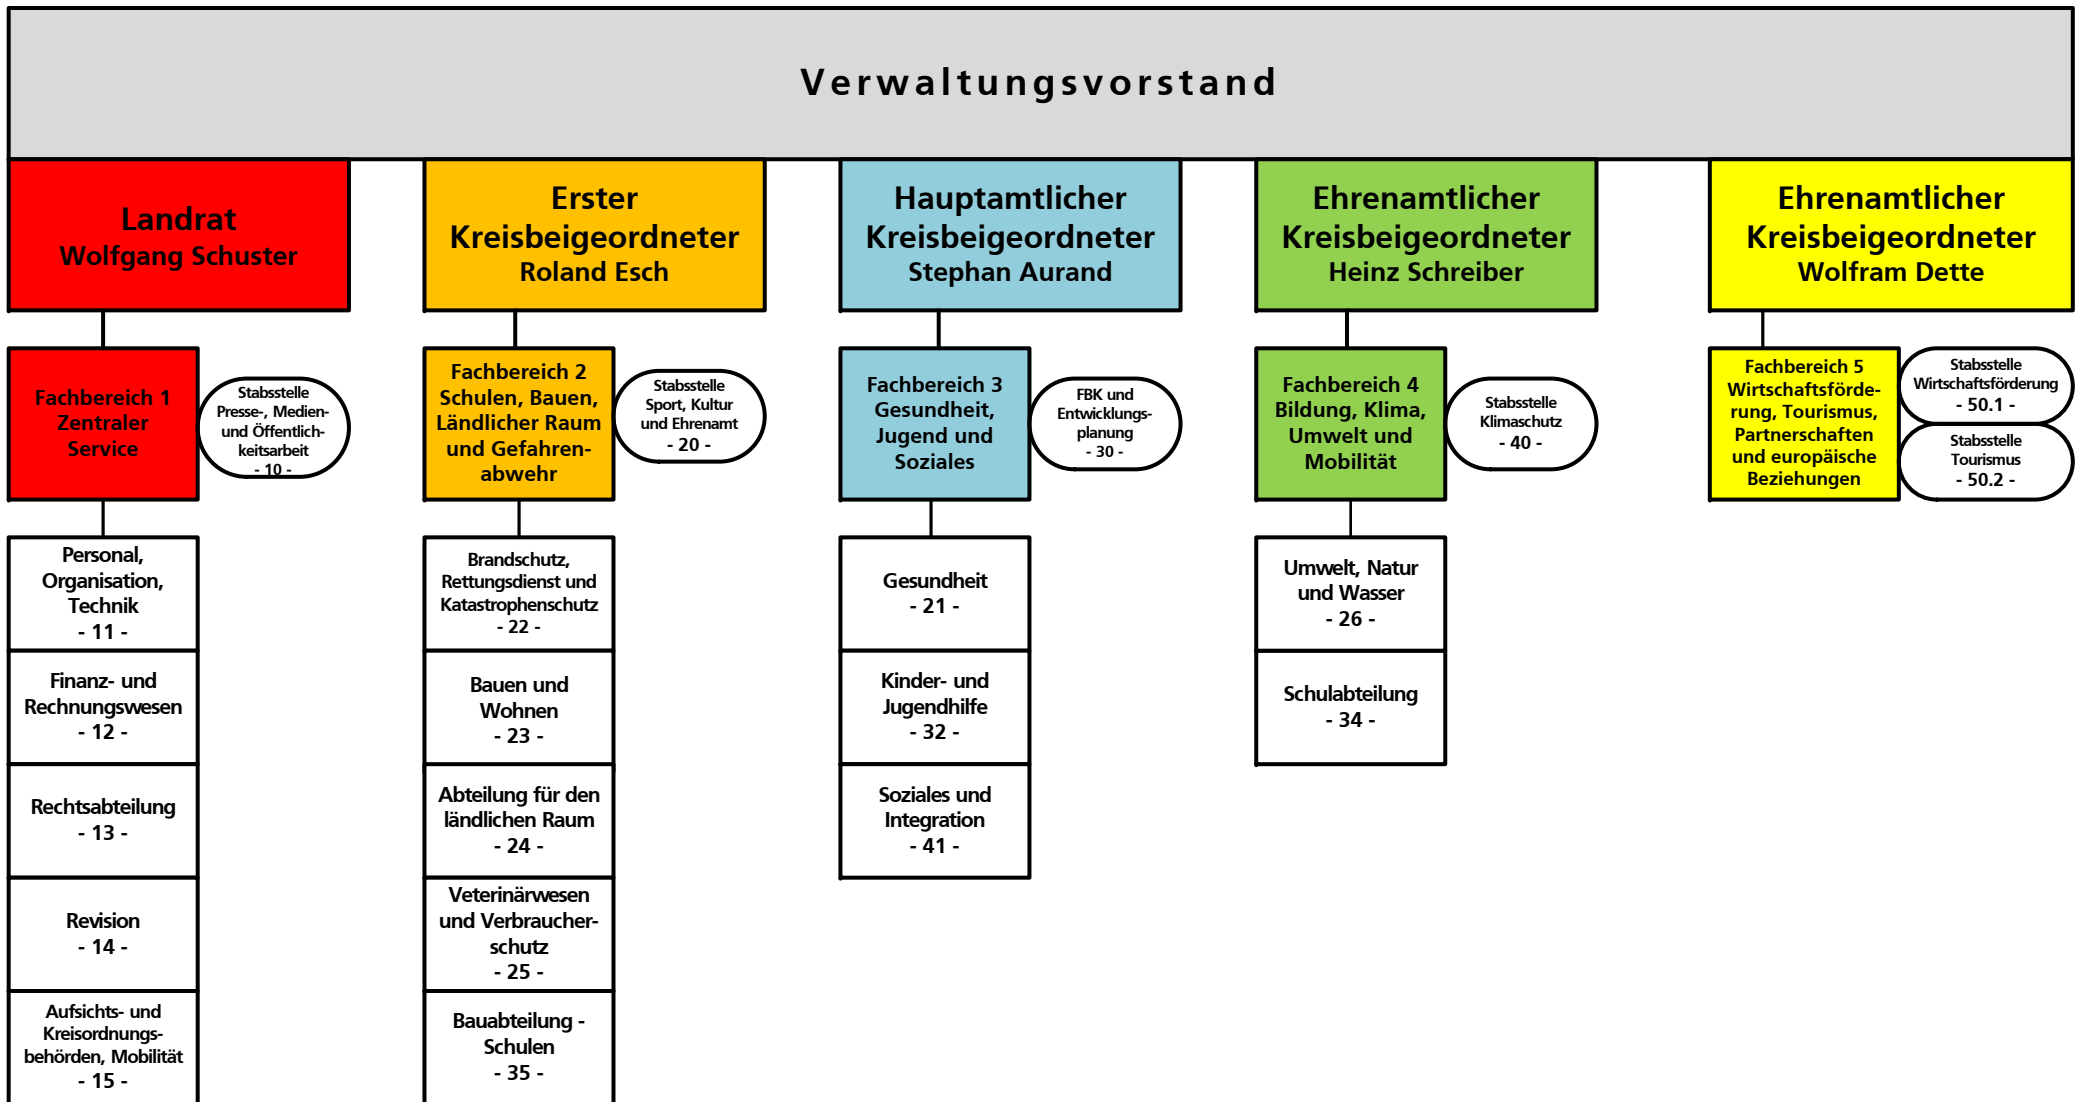 Verwaltungsvorstand
Landrat
Wolfgang Schuster
Erster
Kreisbeigeordneter
Roland Esch
Hauptamtlicher
Kreisbeigeordneter
Stephan Aurand
Ehrenamtlicher
Kreisbeigeordneter
Heinz Schreiber
Ehrenamtlicher
Kreisbeigeordneter
Wolfram Dette
Fachbereich 1
Zentraler
Service
Stabsstelle
Presse-, Medien-
und Öffentlich-
keitsarbeit
- 10 -
Fachbereich 2
Schulen, Bauen,
Ländlicher Raum
und Gefahren-
abwehr
Stabsstelle
Sport, Kultur
und Ehrenamt
- 20 -
Fachbereich 3
Gesundheit,
Jugend und
Soziales
FBK und
Entwicklungs-
planung
- 30 -
Fachbereich 4
Bildung, Klima,
Umwelt und
Mobilität
Stabsstelle
Klimaschutz
- 40 -
Fachbereich 5
Wirtschaftsförde-
rung, Tourismus,
Partnerschaften
und europäische
Beziehungen
Stabsstelle
Wirtschaftsförderung
- 50.1 -
Stabsstelle
Tourismus
- 50.2 -
Personal,
Organisation,
Technik
- 11 -
Finanz- und
Rechnungswesen
- 12 -
Rechtsabteilung
- 13 -
Revision
- 14 -
Aufsichts- und
Kreisordnungs-
behörden, Mobilität
- 15 -
Brandschutz,
Rettungsdienst und
Katastrophenschutz
- 22 -
Bauen und
Wohnen
- 23 -
Abteilung für den
ländlichen Raum
- 24 -
Veterinärwesen
und Verbraucher-
schutz
- 25 -
Bauabteilung -
Schulen
- 35 -
Gesundheit
- 21 -
Kinder- und
Jugendhilfe
- 32 -
Soziales und
Integration
- 41 -
Umwelt, Natur
und Wasser
- 26 -
Schulabteilung
- 34 -